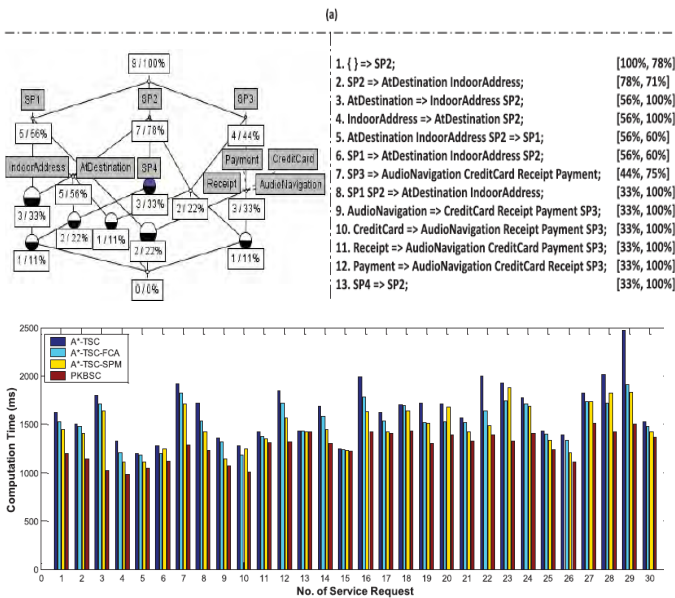 (a)
9 / 100%
SP1
SP2
SP3
5 / 56%
7 / 78%
4 / 44%
IndoorAddress
AtDestination
SP4
Payment
CreditCard
Receipt
AudioNavigation
5 / 56%
3 / 33%
3 / 33%
2 / 22%
3 / 33%
2 / 22%
1 / 11%
2 / 22%
1 / 11%
1 / 11%
0 / 0%
1. { } => SP2; [100%, 78%]
2. SP2 => AtDestination IndoorAddress; [78%, 71%]
3. AtDestination => IndoorAddress SP2; [56%, 100%]
4. IndoorAddress => AtDestination SP2; [56%, 100%]
5. AtDestination IndoorAddress SP2 => SP1; [56%, 60%]
6. SP1 => AtDestination IndoorAddress SP2; [56%, 60%]
7. SP3 => AudioNavigation CreditCard Receipt Payment; [44%, 75%]
8. SP1 SP2 => AtDestination IndoorAddress; [33%, 100%]
9. AudioNavigation => CreditCard Receipt Payment SP3; [33%, 100%]
10. CreditCard => AudioNavigation Receipt Payment SP3; [33%, 100%]
11. Receipt => AudioNavigation CreditCard Payment SP3; [33%, 100%]
12. Payment => AudioNavigation CreditCard Receipt SP3; [33%, 100%]
13. SP4 => SP2; [33%, 100%]
2500
2000
1500
1000
500
0
Computation Time (ms)
A*-TSC
A*-TSC-FCA
A*-TSC-SPM
PKBSC
0 1 2 3 4 5 6 7 8 9 10 11 12 13 14 15 16 17 18 19 20 21 22 23 24 25 26 27 28 29 30
No. of Service Request